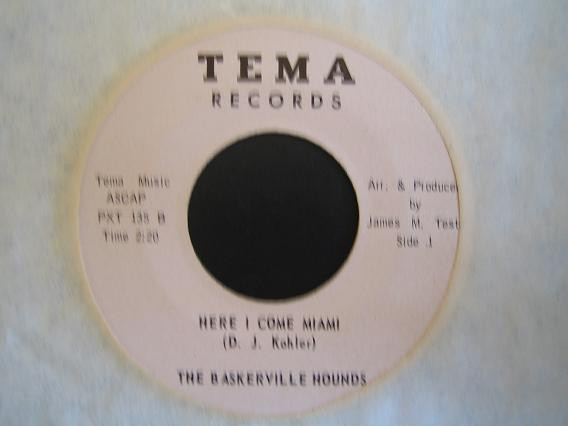 TEMA
RECORDS
Tema Music
ASCAP
PXT 135 B
Time 2:20
Arr. & Produce
by
James M. Test
Side 1
HERE I COME MIAMI
(D. J. Kohler)
THE BASKERVILLE HOUNDS